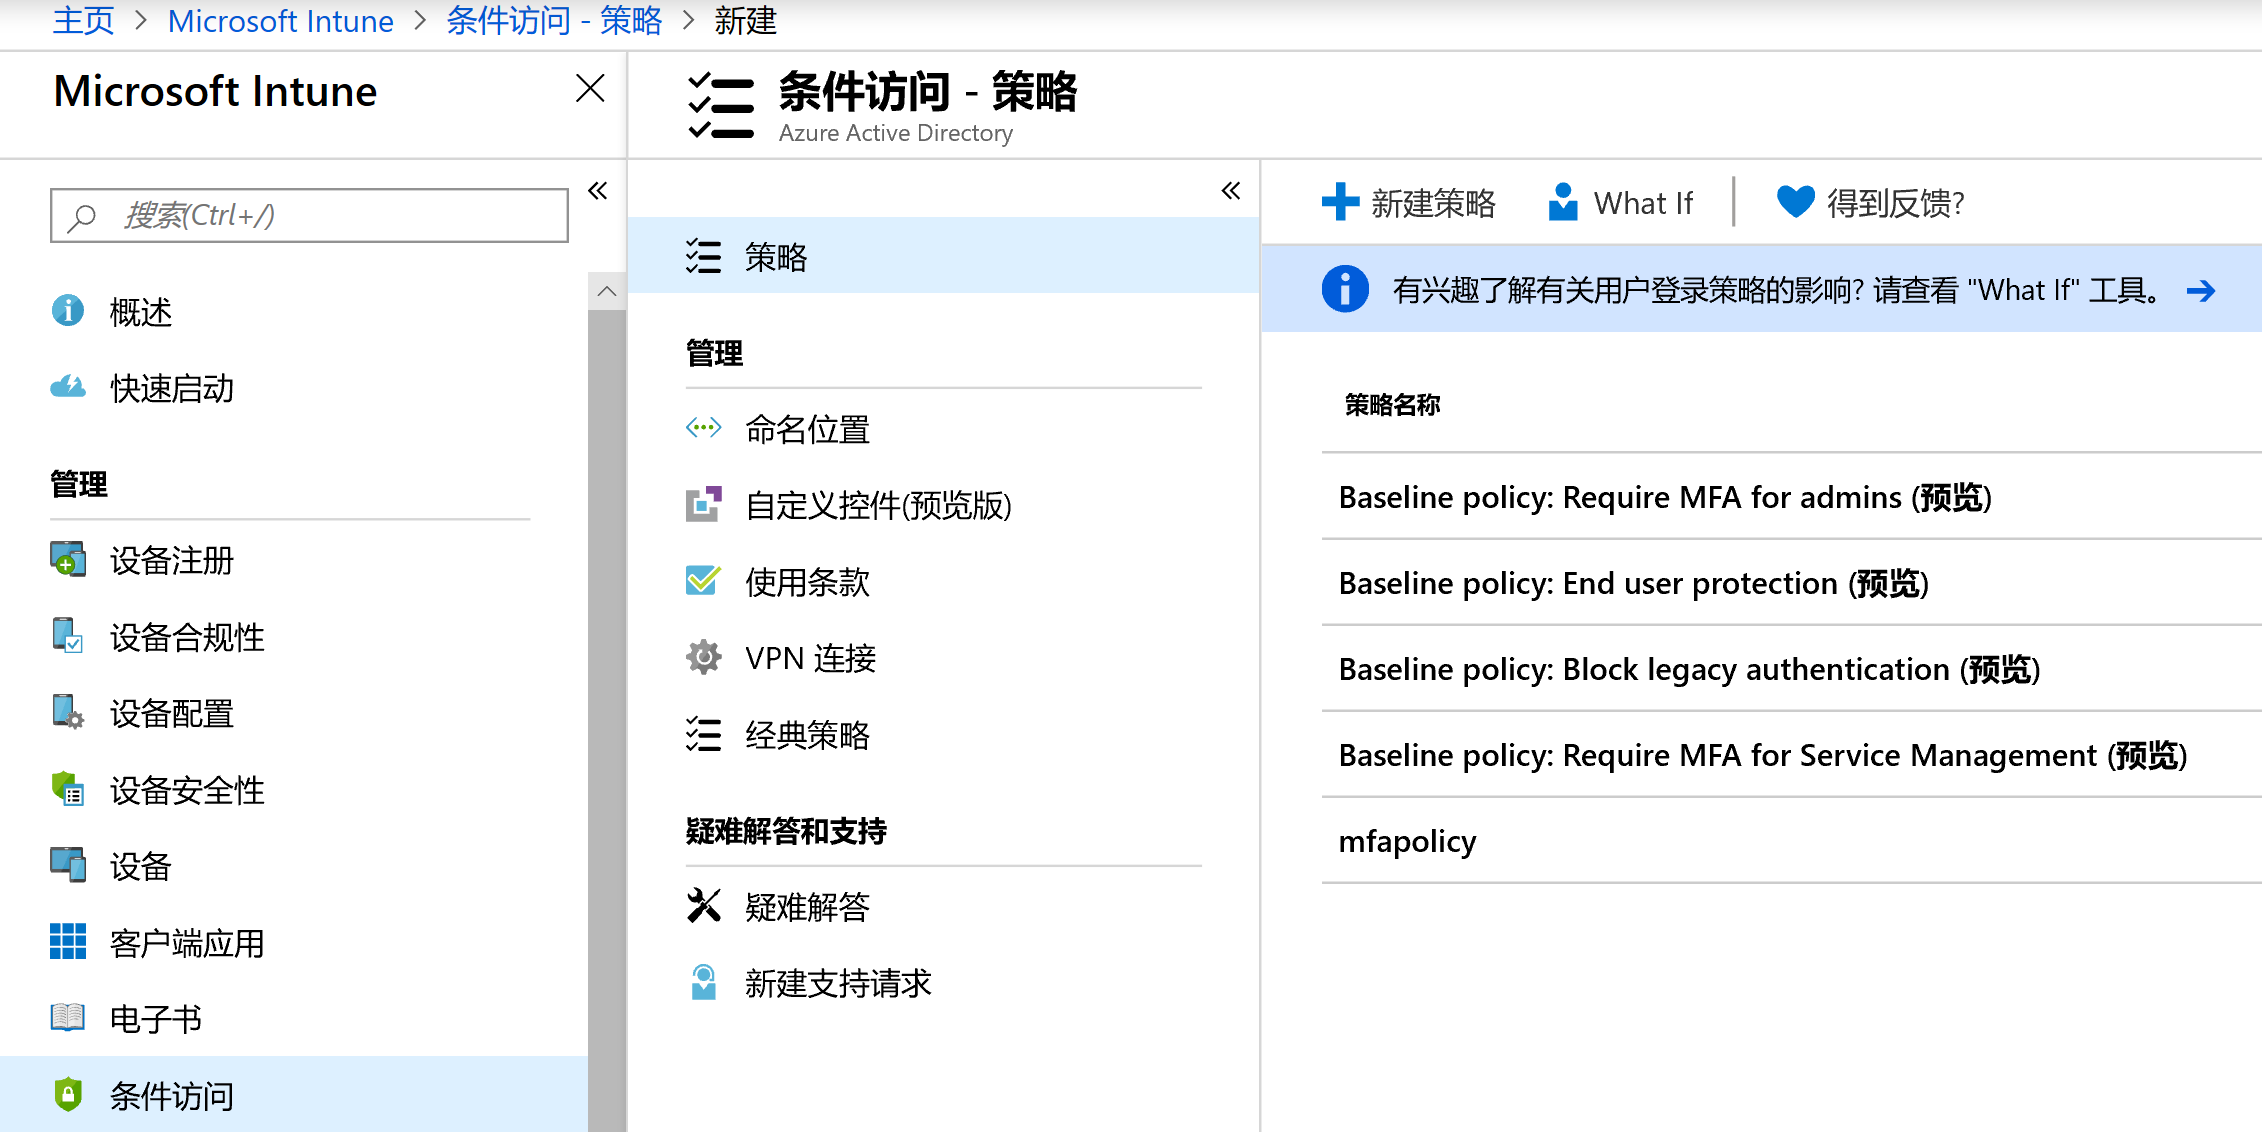 主页 > Microsoft Intune > 条件访问 - 策略 > 新建
Microsoft Intune
搜索(Ctrl+/)
概述
快速启动
管理
设备注册
设备合规性
设备配置
设备安全性
设备
客户端应用
电子书
条件访问
条件访问 - 策略
Azure Active Directory
策略
管理
命名位置
自定义控件(预览版)
使用条款
VPN 连接
经典策略
疑难解答和支持
疑难解答
新建支持请求
新建策略
What If
得到反馈?
有兴趣了解有关用户登录策略的影响? 请查看 "What If" 工具。
策略名称
Baseline policy: Require MFA for admins (预览)
Baseline policy: End user protection (预览)
Baseline policy: Block legacy authentication (预览)
Baseline policy: Require MFA for Service Management (预览)
mfapolicy